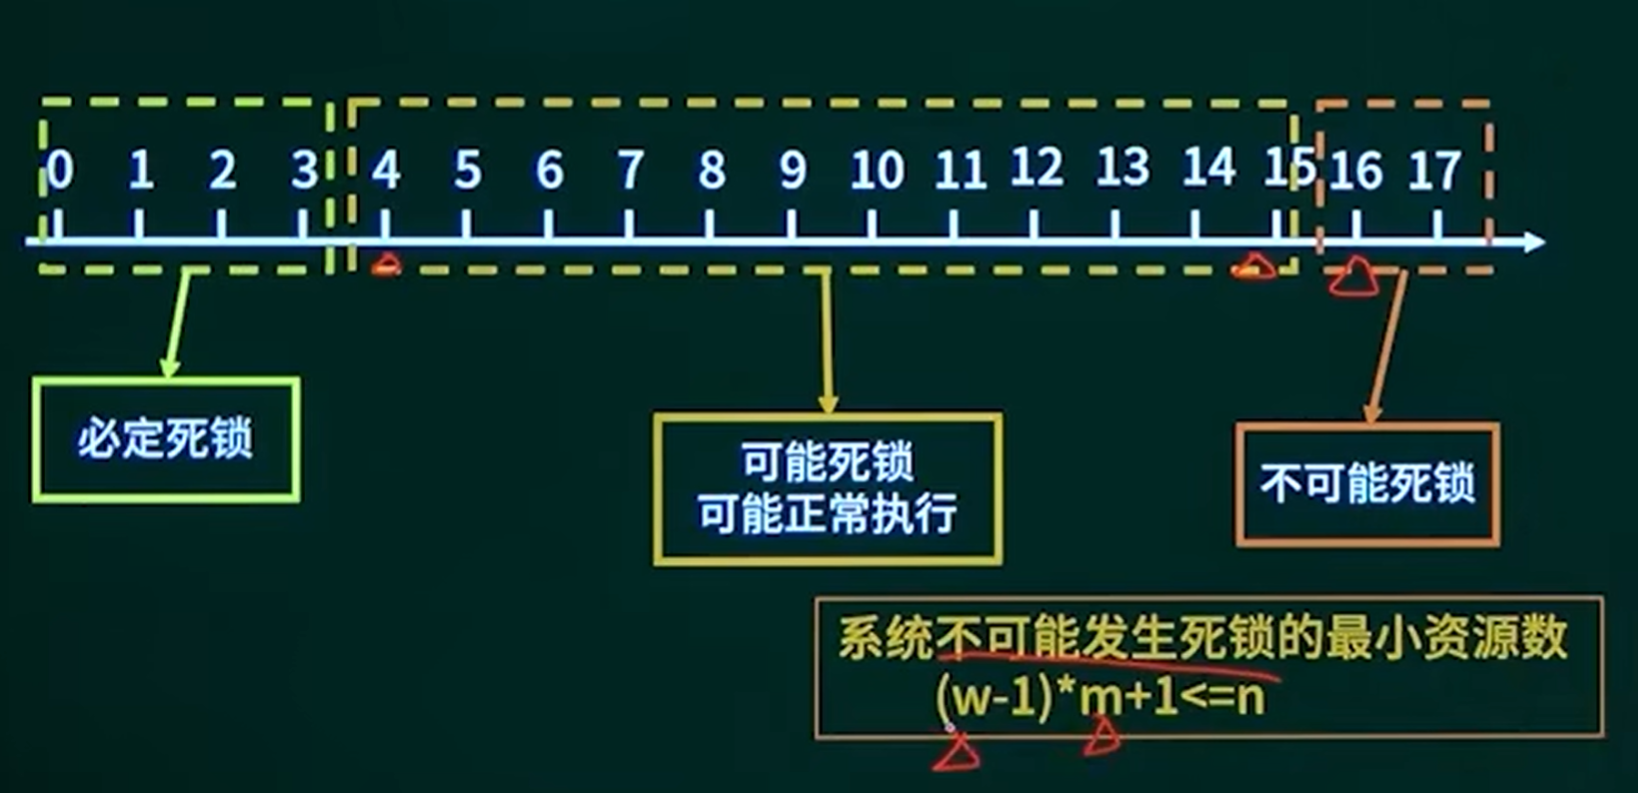 0 1 2 3 4 5 6 7 8 9 10 11 12 13 14 15 16 17
必定死锁
可能死锁
可能正常执行
不可能死锁
系统不可能发生死锁的最小资源数
(w-1)*m+1<=n